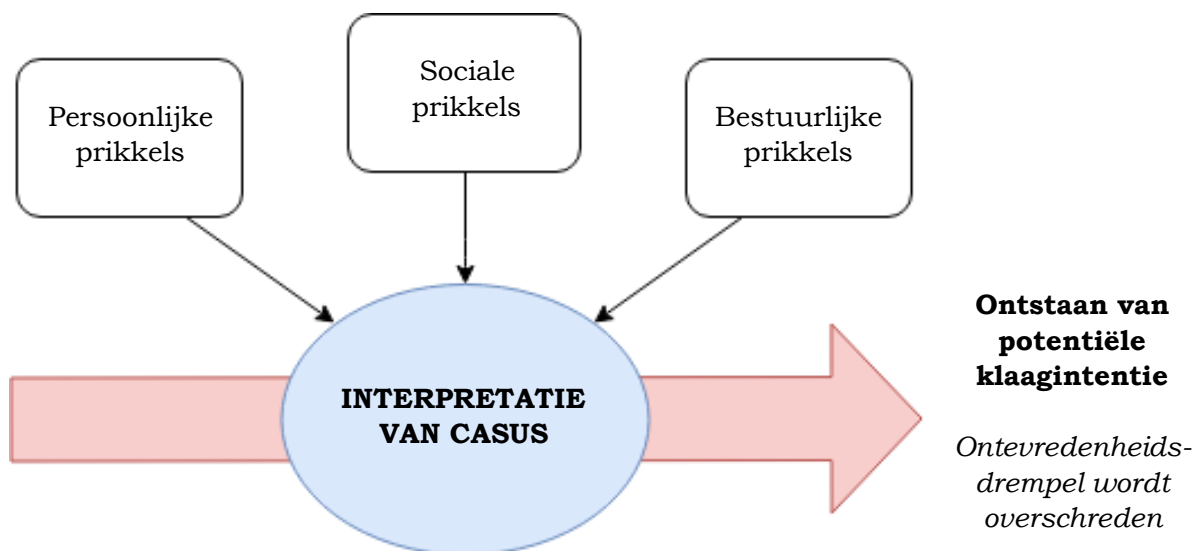 Persoonlijke
prikkels
Sociale
prikkels
Bestuurlijke
prikkels
INTERPRETATIE
VAN CASUS
Ontstaan van
potentiële
klaagintentie
Ontevredenheids-
drempel wordt
overschreden